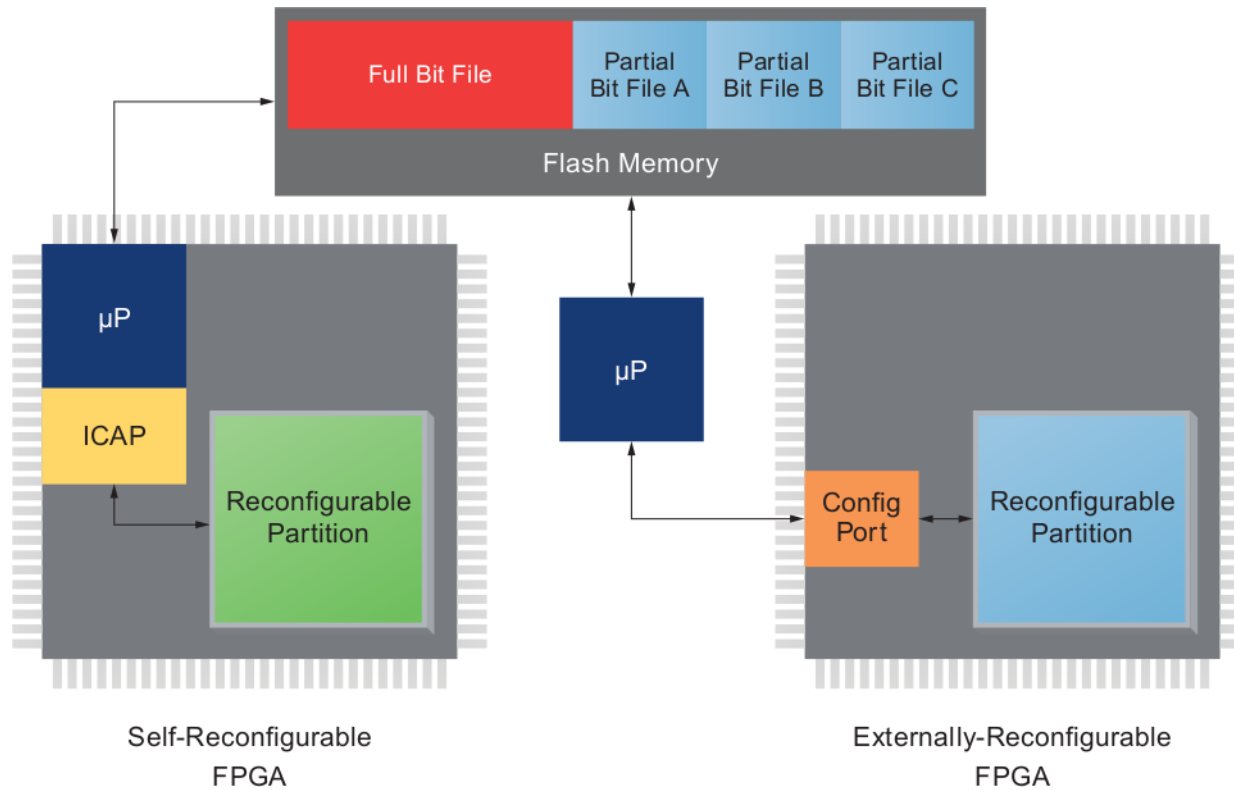 Full Bit File
Partial
Bit File A
Partial
Bit File B
Partial
Bit File C
Flash Memory
µP
ICAP
Reconfigurable
Partition
µP
Config
Port
Reconfigurable
Partition
Self-Reconfigurable
FPGA
Externally-Reconfigurable
FPGA